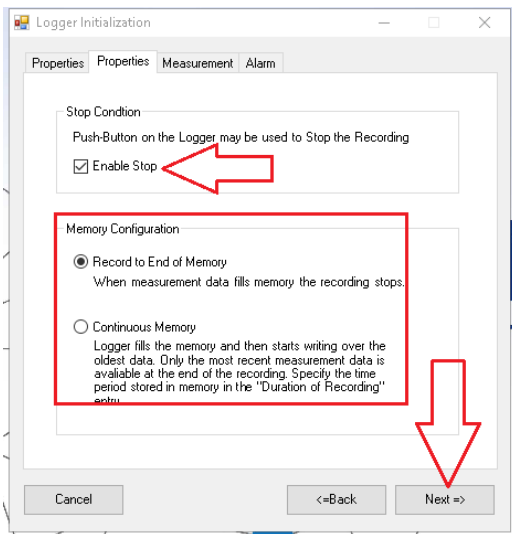 Logger Initialization
Properties Properties Measurement Alarm
Stop Condtion
Push-Button on the Logger may be used to Stop the Recording
Enable Stop
Memory Configuration
Record to End of Memory
When measurement data fills memory the recording stops.
Continuous Memory
Logger fills the memory and then starts writing over the
oldest data. Only the most recent measurement data is
avaliable at the end of the recording. Specify the time
period stored in memory in the "Duration of Recording"
entry
Cancel
<=Back
Next =>